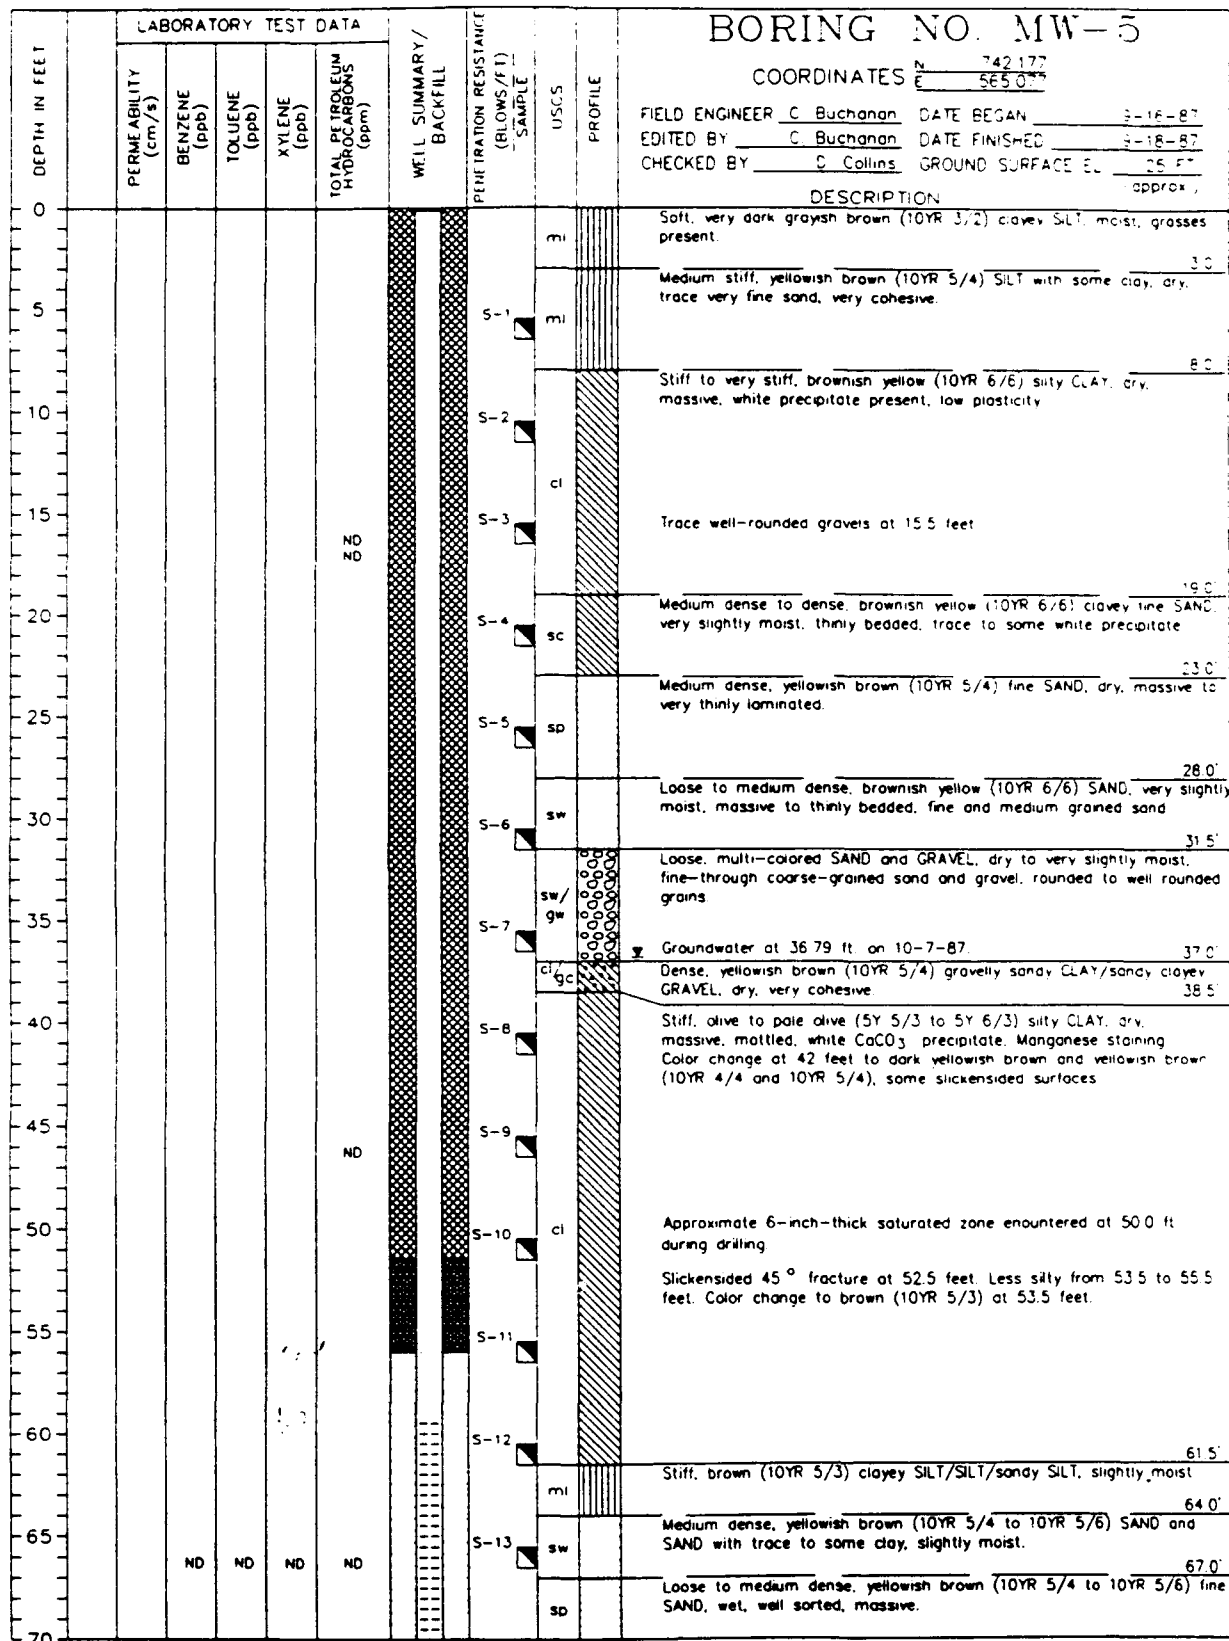 BORING NO. MW-5
COORDINATES N 742,177
E 565,077
FIELD ENGINEER C. Buchanan DATE BEGAN 9-16-87
EDITED BY C. Buchanan DATE FINISHED 9-18-87
CHECKED BY Collins GROUND SURFACE EL 25 FT
approx.
LABORATORY TEST DATA
DEPTH IN FEET
PERMEABILITY (cm/s)
BENZENE (ppb)
TOLUENE (ppb)
XYLENE (ppb)
TOTAL PETROLEUM HYDROCARBONS (ppm)
WELL SUMMARY/ BACKFILL
PENETRATION RESISTANCE (BLOWS/FT)
SAMPLE
USCS
PROFILE
DESCRIPTION
0
ml
Soft, very dark grayish brown (10YR 3/2) clayey SILT, moist, grasses
present.
3.0
Medium stiff, yellowish brown (10YR 5/4) SILT with some clay, dry,
trace very fine sand, very cohesive.
5
S-1
ml
8.0
Stiff to very stiff, brownish yellow (10YR 6/6) silty CLAY, dry,
massive, white precipitate present, low plasticity
10
S-2
cl
15
S-3
Trace well-rounded gravels at 15.5 feet
ND
ND
19.0'
Medium dense to dense, brownish yellow (10YR 6/6) clayey fine SAND,
very slightly moist, thinly bedded, trace to some white precipitate
20
S-4
sc
23.0'
Medium dense, yellowish brown (10YR 5/4) fine SAND, dry, massive to
very thinly laminated.
25
S-5
sp
28.0'
Loose to medium dense, brownish yellow (10YR 6/6) SAND, very slightly
moist, massive to thinly bedded, fine and medium grained sand
30
S-6
sw
31.5'
Loose, multi-colored SAND and GRAVEL, dry to very slightly moist,
fine-through coarse-grained sand and gravel, rounded to well rounded
grains.
sw/
gw
35
S-7
Groundwater at 36.79 ft. on 10-7-87.
37.0'
cl/
gc
Dense, yellowish brown (10YR 5/4) gravelly sandy CLAY/sandy clayey
GRAVEL, dry, very cohesive.
38.5'
40
S-8
Stiff, olive to pale olive (5Y 5/3 to 5Y 6/3) silty CLAY, dry,
massive, mottled, white CaCO3 precipitate. Manganese staining
Color change at 42 feet to dark yellowish brown and yellowish brown
(10YR 4/4 and 10YR 5/4), some slickensided surfaces
45
S-9
ND
50
S-10
cl
Approximate 6-inch-thick saturated zone enountered at 50.0 ft
during drilling.
Slickensided 45° fracture at 52.5 feet. Less silty from 53.5 to 55.5
feet. Color change to brown (10YR 5/3) at 53.5 feet.
55
S-11
60
S-12
61.5'
ml
Stiff, brown (10YR 5/3) clayey SILT/SILT/sandy SILT, slightly moist
64.0'
Medium dense, yellowish brown (10YR 5/4 to 10YR 5/6) SAND and
SAND with trace to some clay, slightly moist.
65
S-13
sw
ND ND ND ND
67.0'
sp
Loose to medium dense, yellowish brown (10YR 5/4 to 10YR 5/6) fine
SAND, wet, well sorted, massive.
70